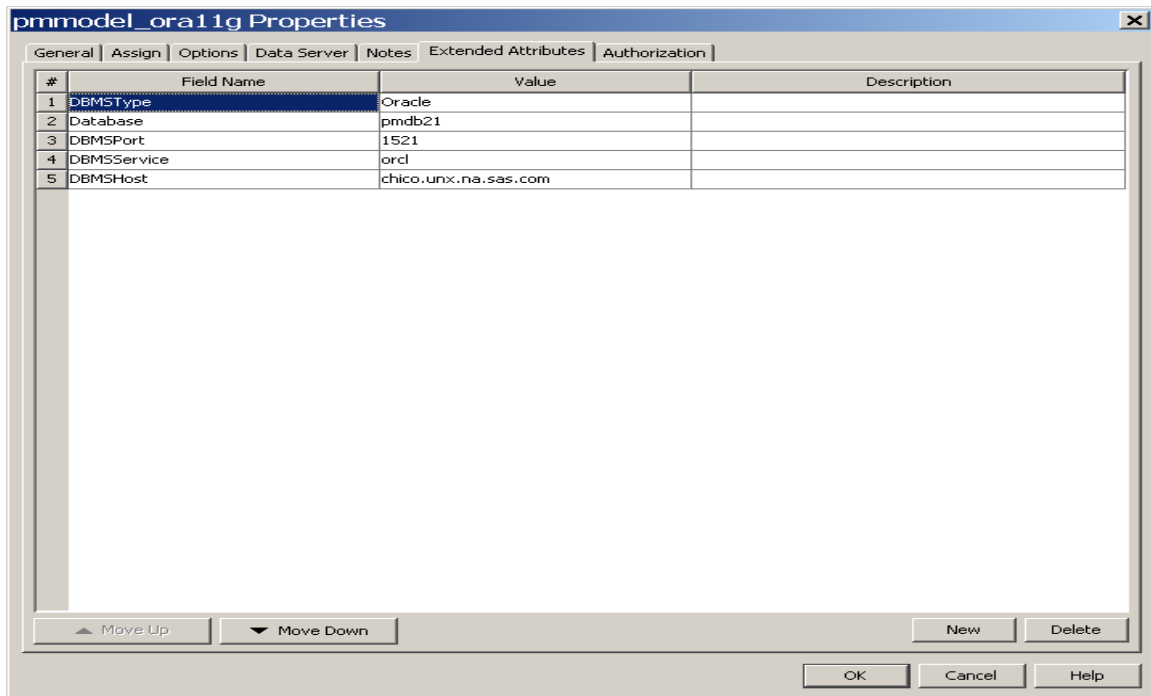 pmmodel_ora11g Properties
General Assign Options Data Server Notes Extended Attributes Authorization
# Field Name Value Description
1 DBMSType Oracle
2 Database pmdb21
3 DBMSPort 1521
4 DBMSService orcl
5 DBMSHost chico.unx.na.sas.com
Move Up Move Down New Delete
OK Cancel Help